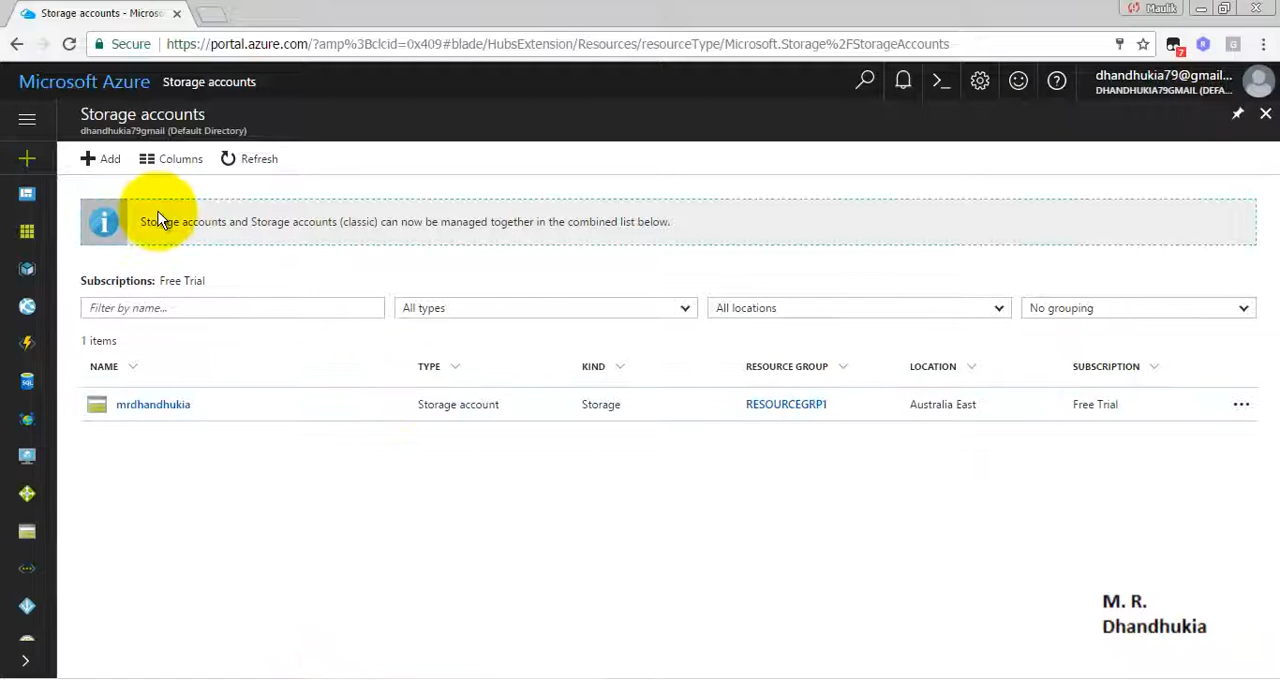 Storage accounts - Micros
Maulik
Secure https://portal.azure.com/?amp%3Bclcid=0x409#blade/HubsExtension/Resources/resourceType/Microsoft.Storage%2FStorageAccounts
7
G
Microsoft Azure Storage accounts
dhandhukia79@gmail...
DHANDHUKIA79GMAIL (DEFA...
Storage accounts
dhandhukia79gmail (Default Directory)
Add Columns Refresh
Storage accounts and Storage accounts (classic) can now be managed together in the combined list below.
Subscriptions: Free Trial
Filter by name... All types All locations No grouping
1 items
NAME TYPE KIND RESOURCE GROUP LOCATION SUBSCRIPTION
mrdhandhukia Storage account Storage RESOURCEGRP1 Australia East Free Trial
SQL
M. R.
Dhandhukia